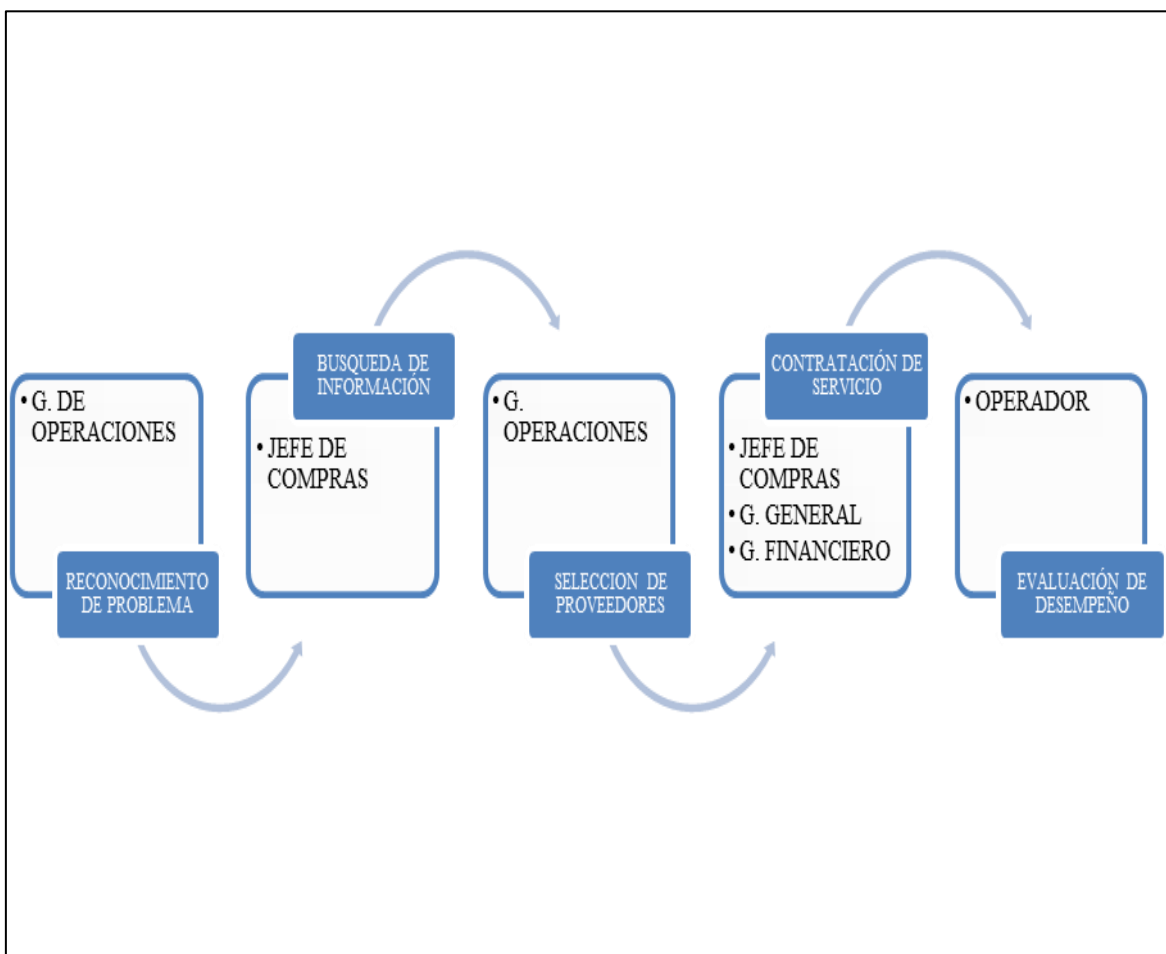 • G. DE
OPERACIONES
RECONOCIMIENTO
DE PROBLEMA
BUSQUEDA DE
INFORMACIÓN
• JEFE DE
COMPRAS
• G.
OPERACIONES
SELECCION DE
PROVEEDORES
CONTRATACIÓN DE
SERVICIO
• JEFE DE
COMPRAS
• G. GENERAL
• G. FINANCIERO
• OPERADOR
EVALUACIÓN DE
DESEMPEÑO